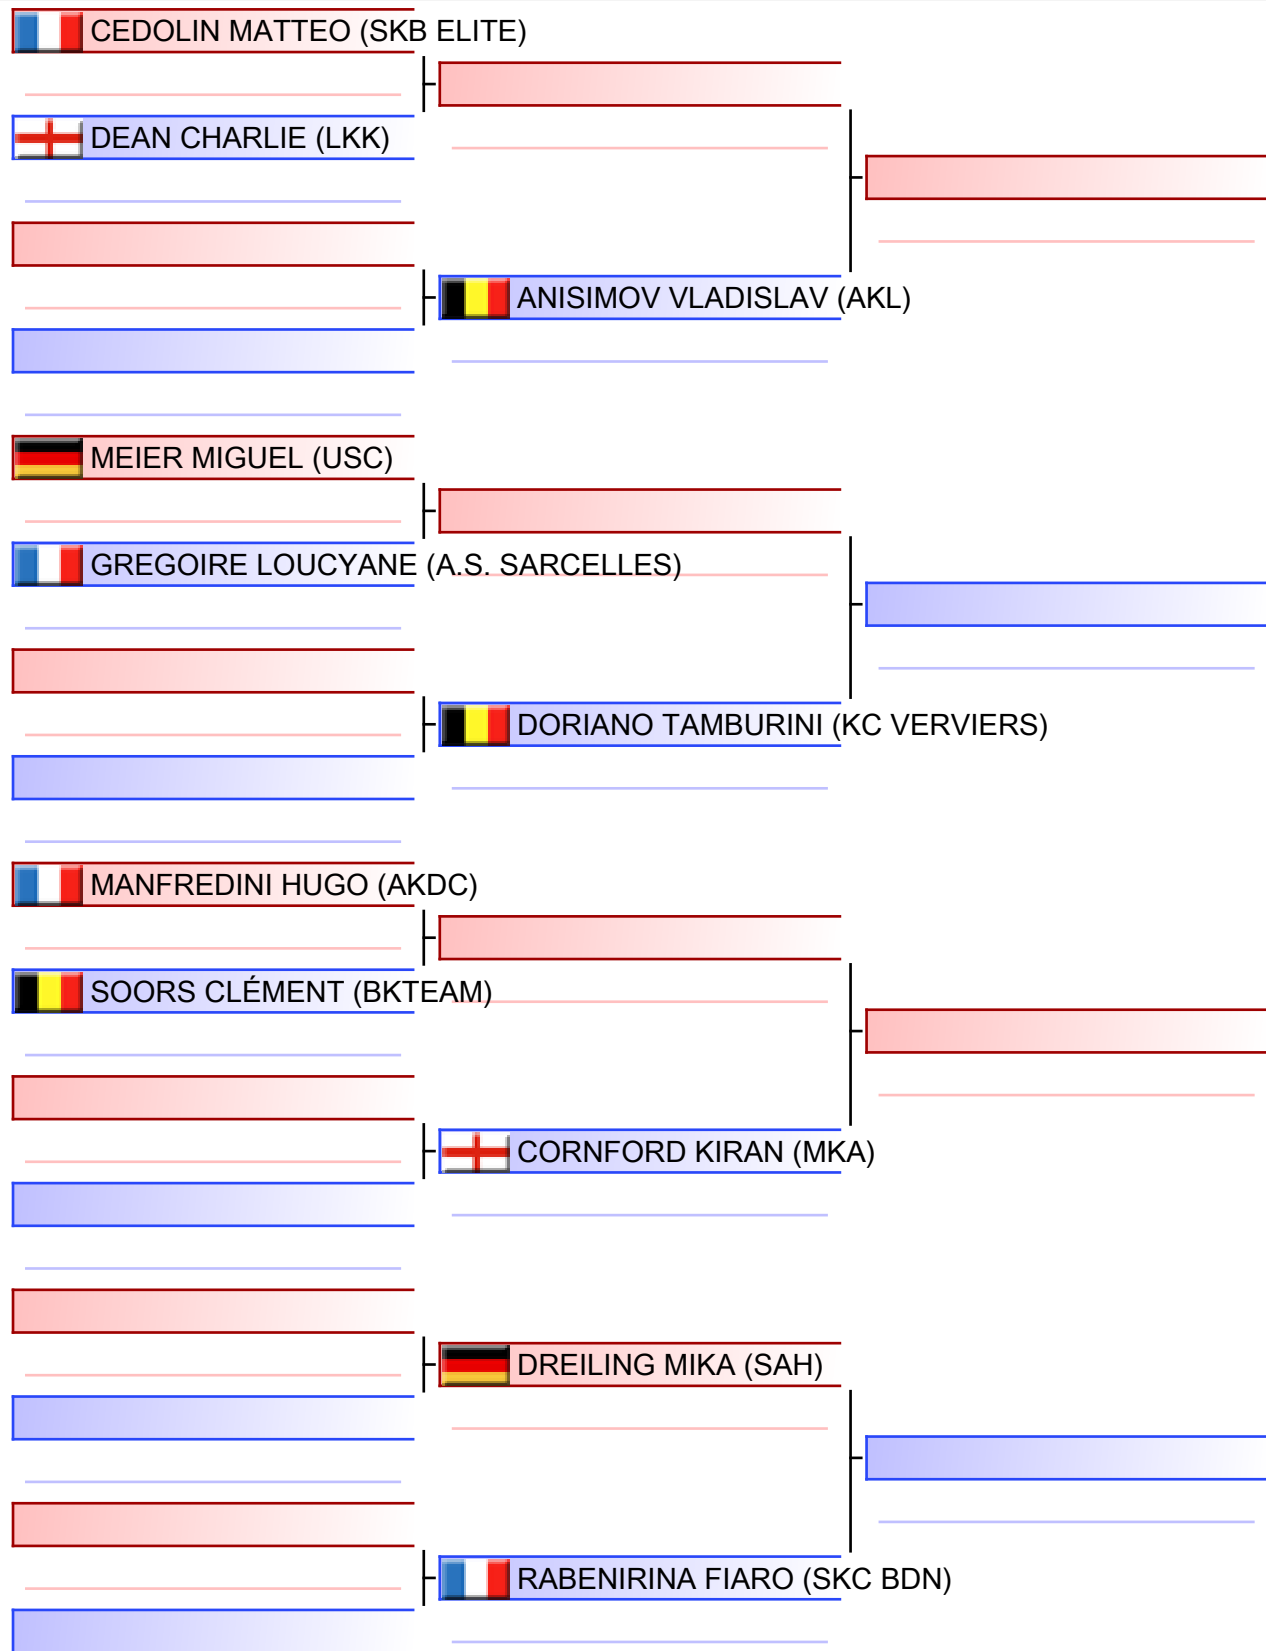 CEDOLIN MATTEO (SKB ELITE)
DEAN CHARLIE (LKK)
ANISIMOV VLADISLAV (AKL)
MEIER MIGUEL (USC)
GREGOIRE LOUCYANE (A.S. SARCELLES)
DORIANO TAMBURINI (KC VERVIERS)
MANFREDINI HUGO (AKDC)
SOORS CLÉMENT (BKTEAM)
CORNFORD KIRAN (MKA)
DREILING MIKA (SAH)
RABENIRINA FIARO (SKC BDN)